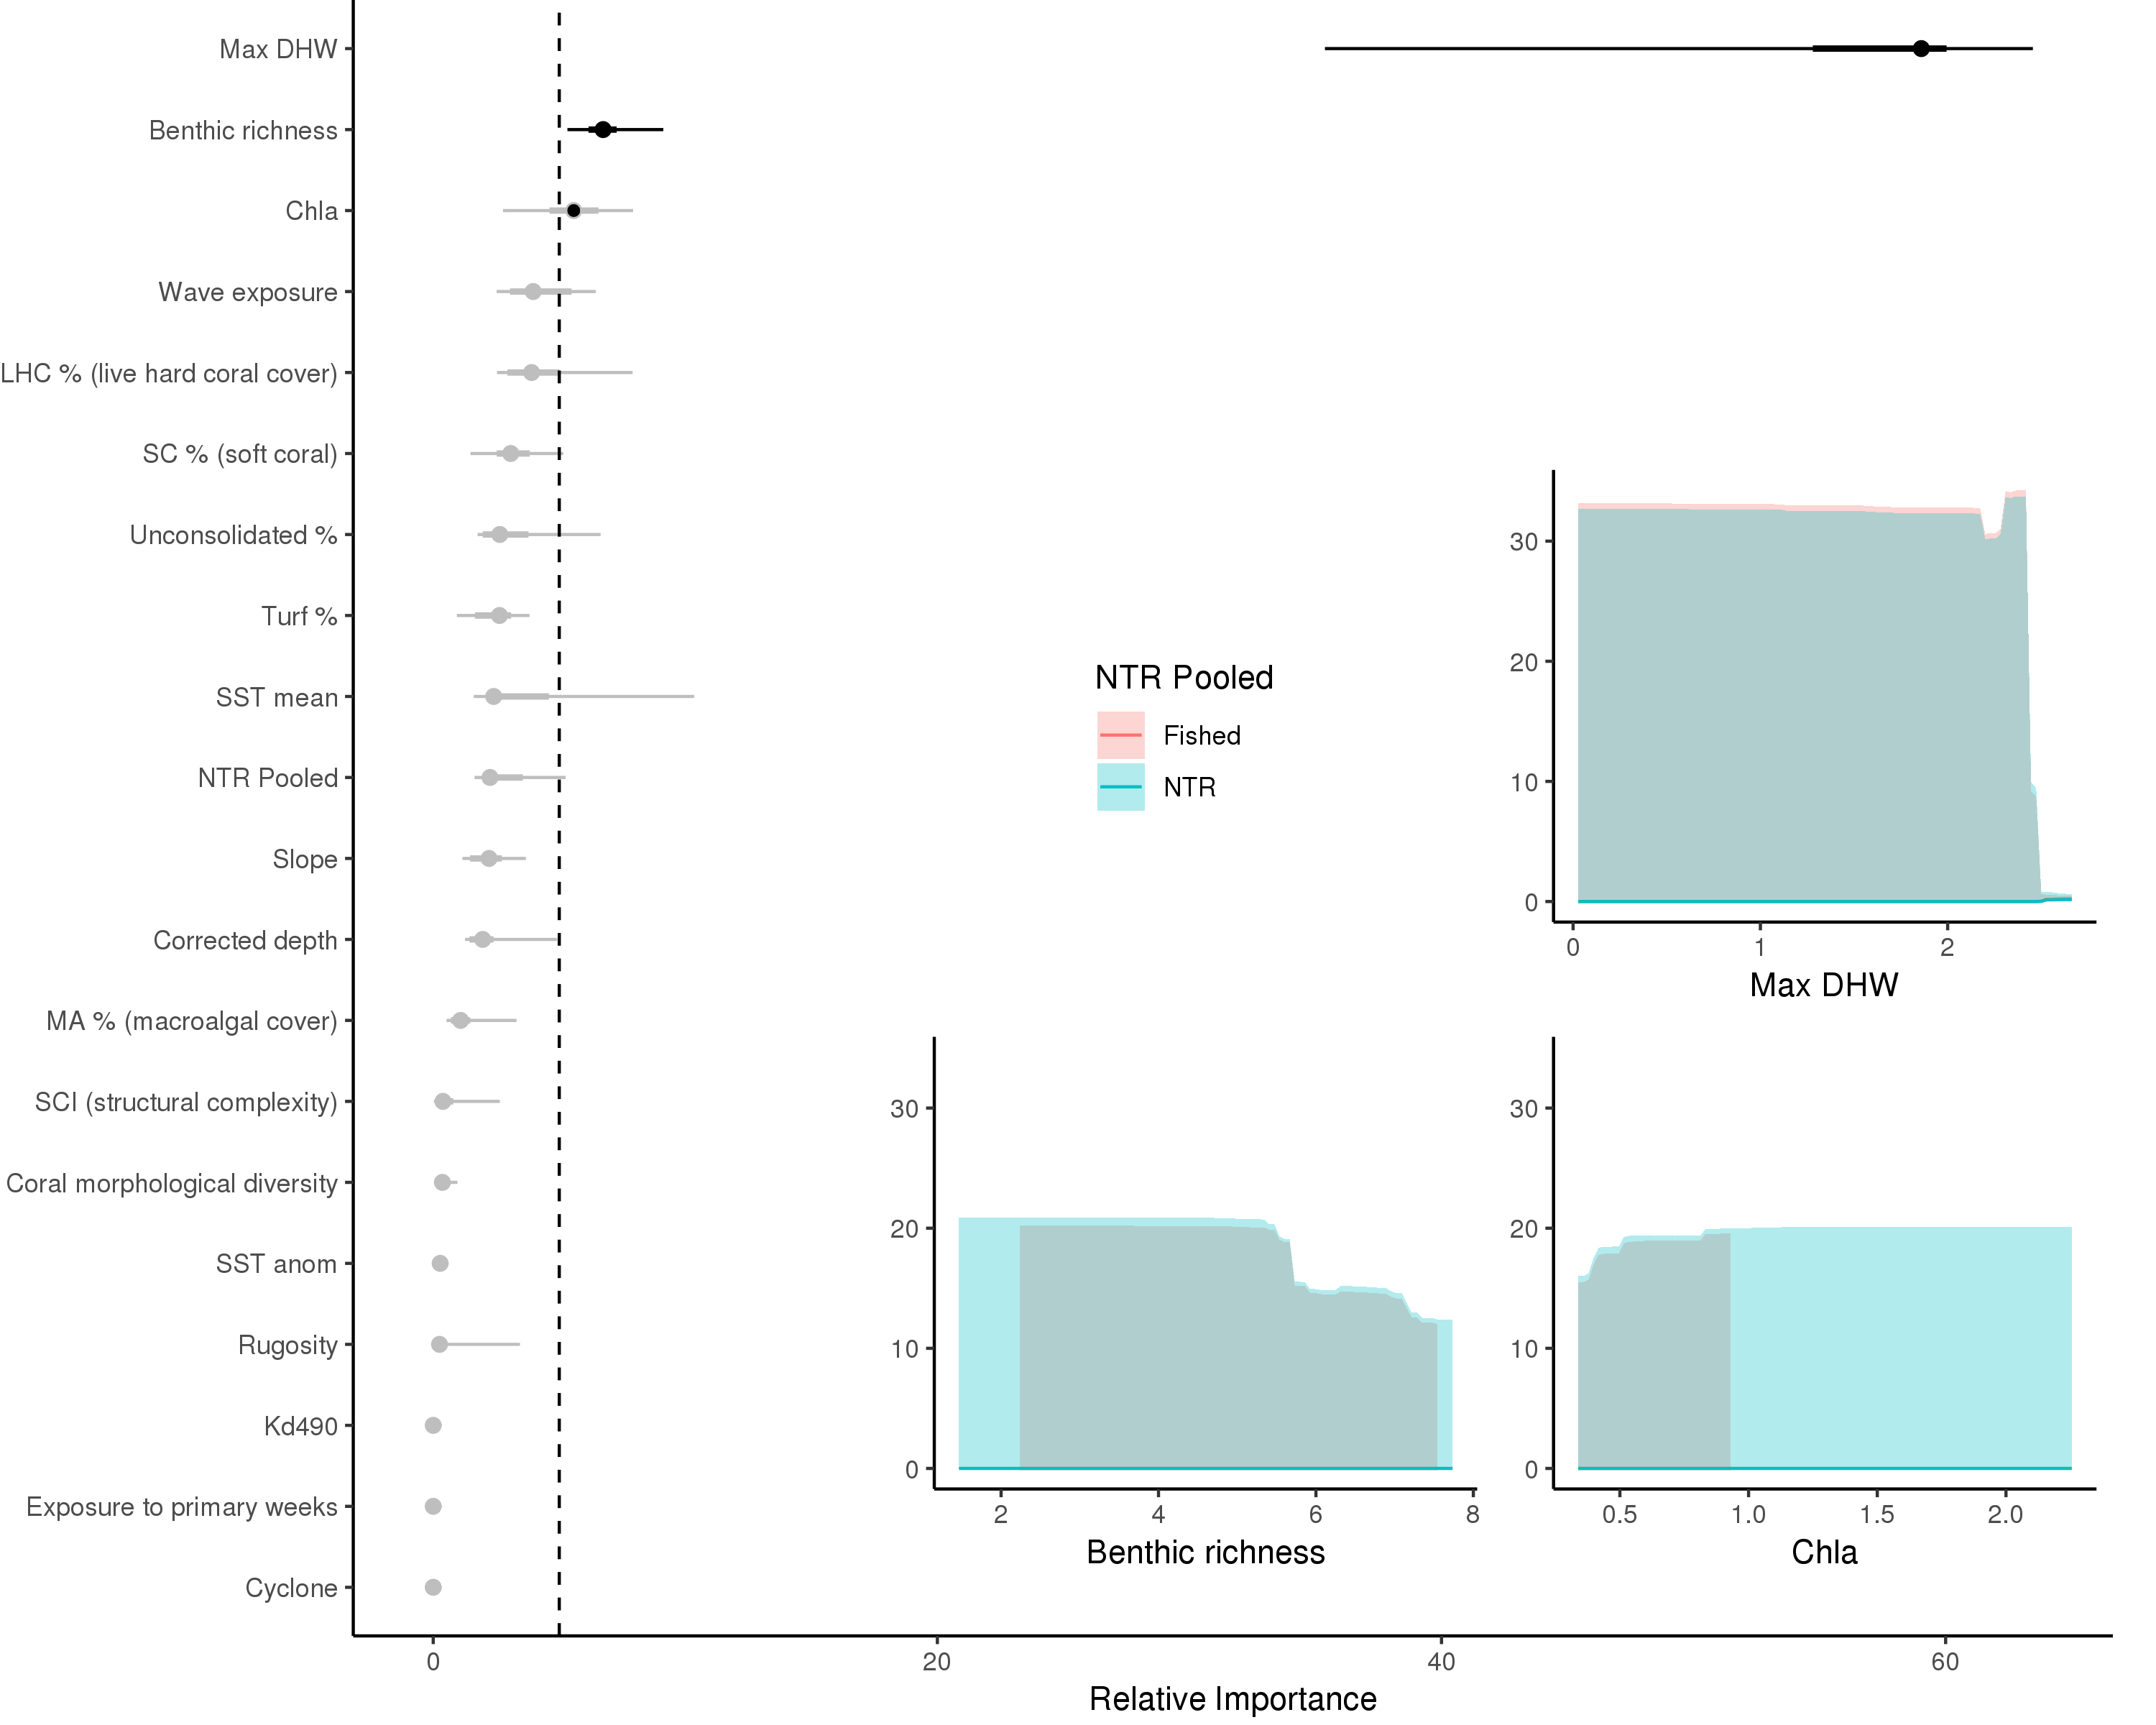 Max DHW
Benthic richness
Chla
Wave exposure
LHC % (live hard coral cover)
SC % (soft coral)
Unconsolidated %
Turf %
SST mean
NTR Pooled
Slope
Corrected depth
MA % (macroalgal cover)
SCI (structural complexity)
Coral morphological diversity
SST anom
Rugosity
Kd490
Exposure to primary weeks
Cyclone
0 20 40 60
Relative Importance
NTR Pooled
Fished
NTR
30
20
10
0
0 1 2
Max DHW
30
20
10
0
2 4 6 8
Benthic richness
30
20
10
0
0.5 1.0 1.5 2.0
Chla